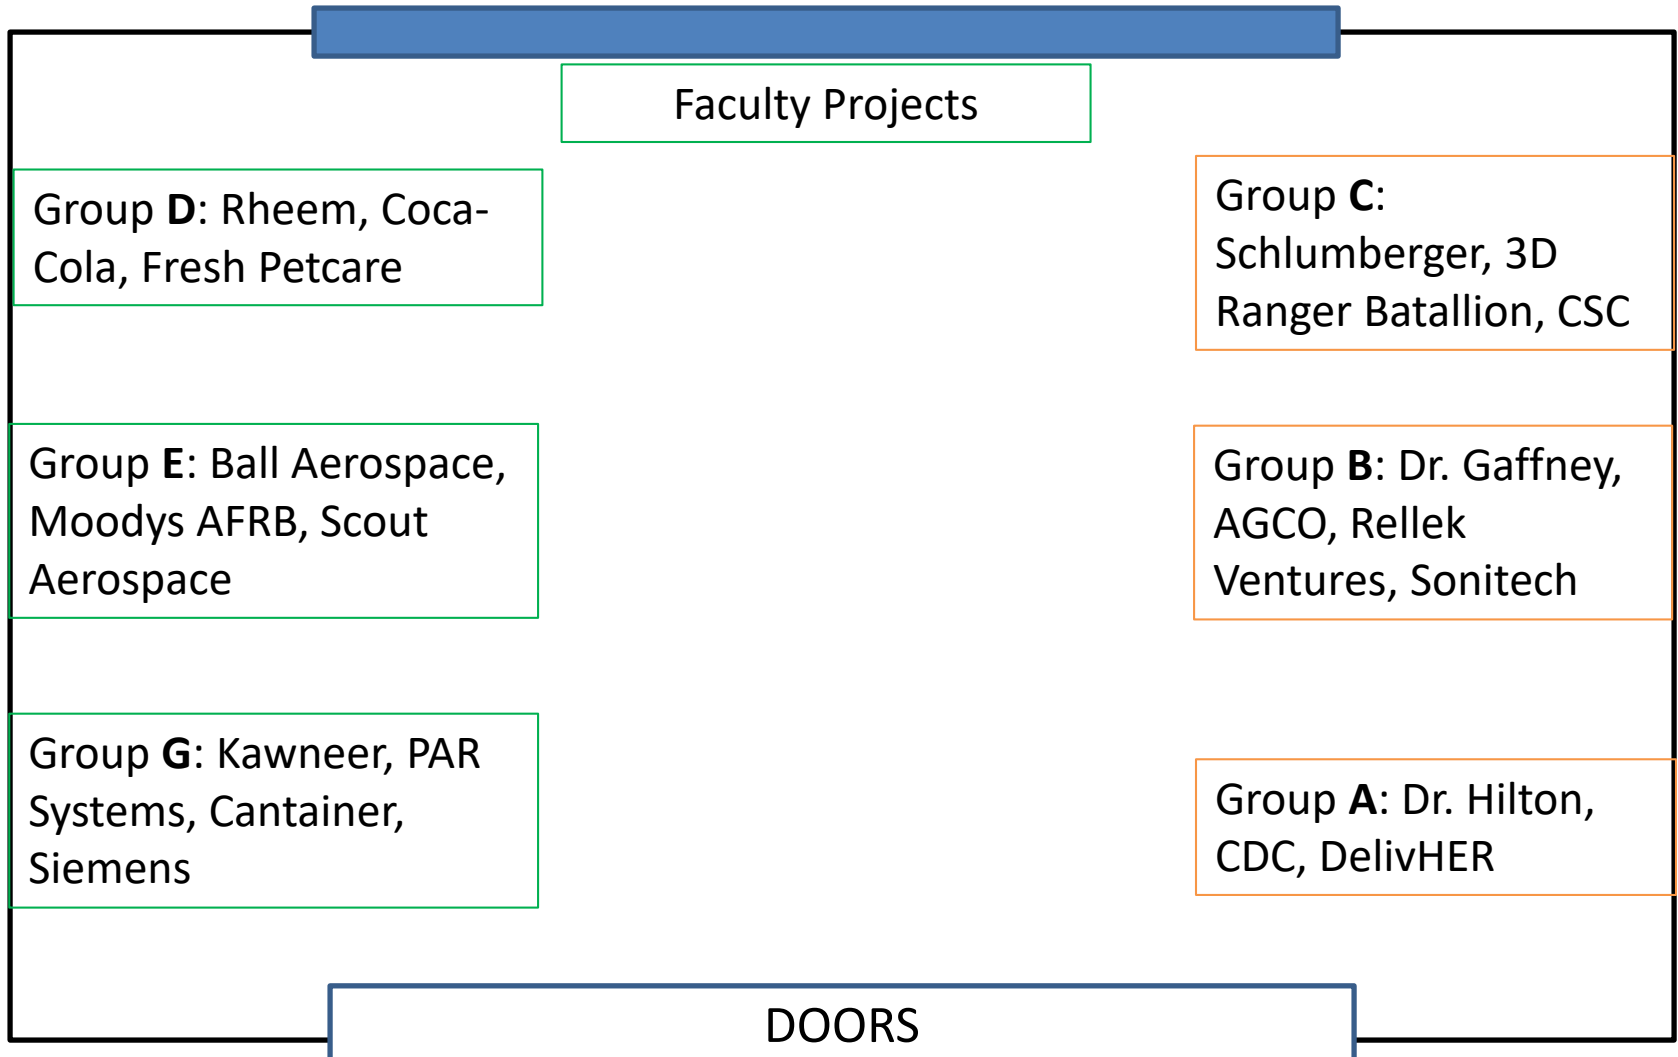 Faculty Projects
Group D: Rheem, Coca-
Cola, Fresh Petcare
Group C:
Schlumberger, 3D
Ranger Batallion, CSC
Group E: Ball Aerospace,
Moodys AFRB, Scout
Aerospace
Group B: Dr. Gaffney,
AGCO, Rellek
Ventures, Sonitech
Group G: Kawneer, PAR
Systems, Cantainer,
Siemens
Group A: Dr. Hilton,
CDC, DelivHER
DOORS